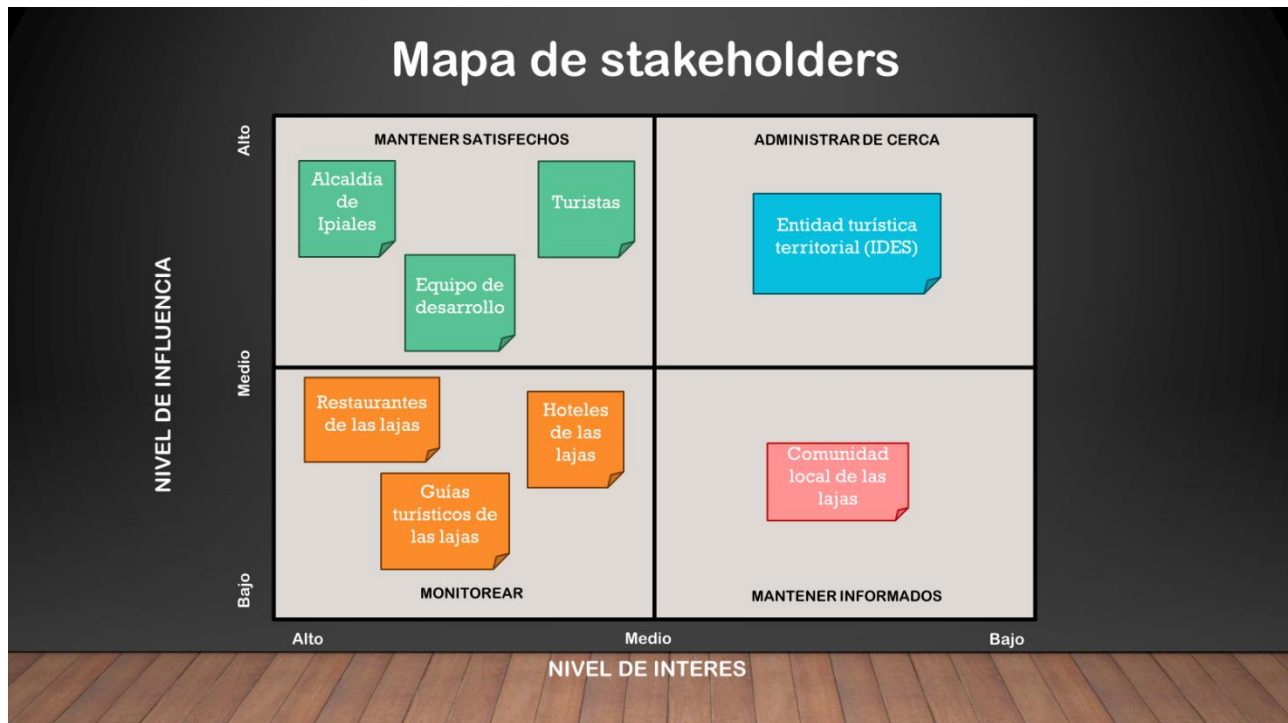 Mapa de stakeholders
Alto
MANTENER SATISFECHOS
ADMINISTRAR DE CERCA
Alcaldía
de
Ipiales
Turistas
Equipo de
desarrollo
Entidad turística
territorial (IDES)
NIVEL DE INFLUENCIA
Medio
Restaurantes
de las lajas
Hoteles
de las
lajas
Guías
turísticos de
las lajas
Comunidad
local de las
lajas
Bajo
MONITOREAR
MANTENER INFORMADOS
Alto
Medio
Bajo
NIVEL DE INTERES